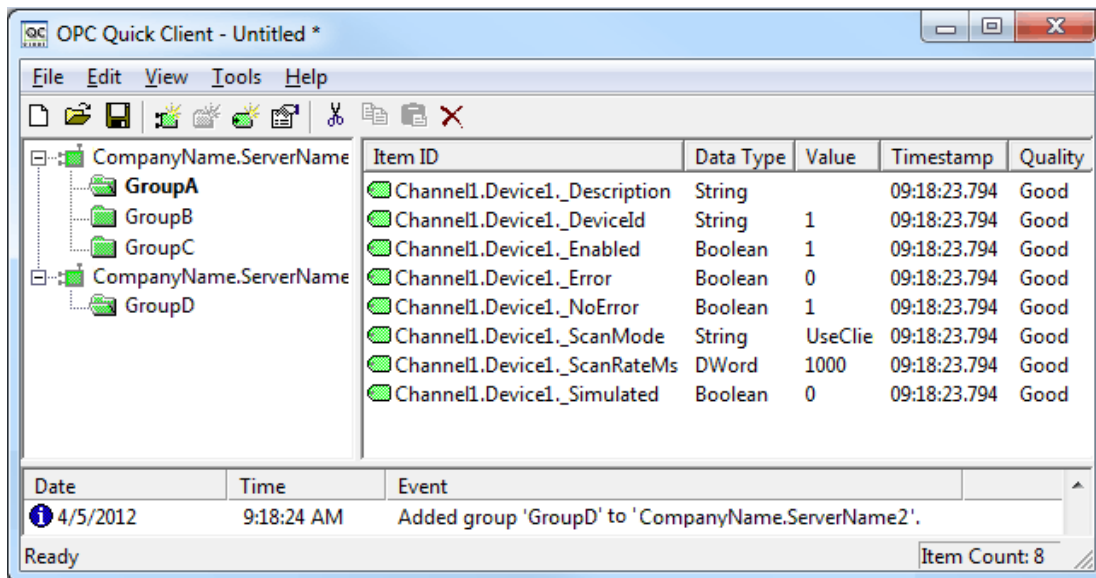 OPC Quick Client - Untitled *
File Edit View Tools Help
CompanyName.ServerName
GroupA
GroupB
GroupC
CompanyName.ServerName
GroupD
Item ID Data Type Value Timestamp Quality
Channel1.Device1._Description String 09:18:23.794 Good
Channel1.Device1._DeviceId String 1 09:18:23.794 Good
Channel1.Device1._Enabled Boolean 1 09:18:23.794 Good
Channel1.Device1._Error Boolean 0 09:18:23.794 Good
Channel1.Device1._NoError Boolean 1 09:18:23.794 Good
Channel1.Device1._ScanMode String UseClie 09:18:23.794 Good
Channel1.Device1._ScanRateMs DWord 1000 09:18:23.794 Good
Channel1.Device1._Simulated Boolean 0 09:18:23.794 Good
Date Time Event
4/5/2012 9:18:24 AM Added group 'GroupD' to 'CompanyName.ServerName2'.
Ready Item Count: 8